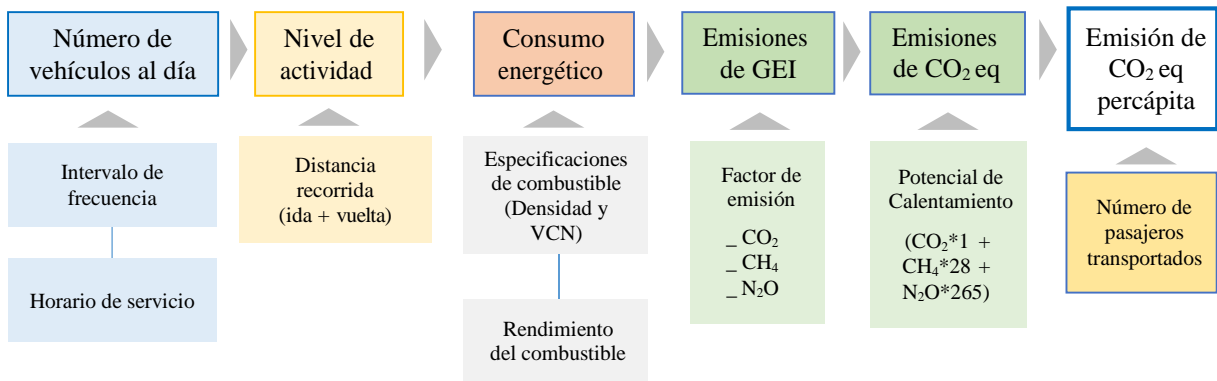 Número de
vehículos al día
Nivel de
actividad
Consumo
energético
Emisiones
de GEI
Emisiones
de CO₂ eq
Emisión de
CO₂ eq
percápita
Intervalo de
frecuencia
Horario de servicio
Distancia
recorrida
(ida + vuelta)
Especificaciones
de combustible
(Densidad y
VCN)
Rendimiento
del combustible
Factor de
emisión
_ CO₂
_ CH₄
_ N₂O
Potencial de
Calentamiento
(CO₂*1 +
CH₄*28 +
N₂O*265)
Número de
pasajeros
transportados